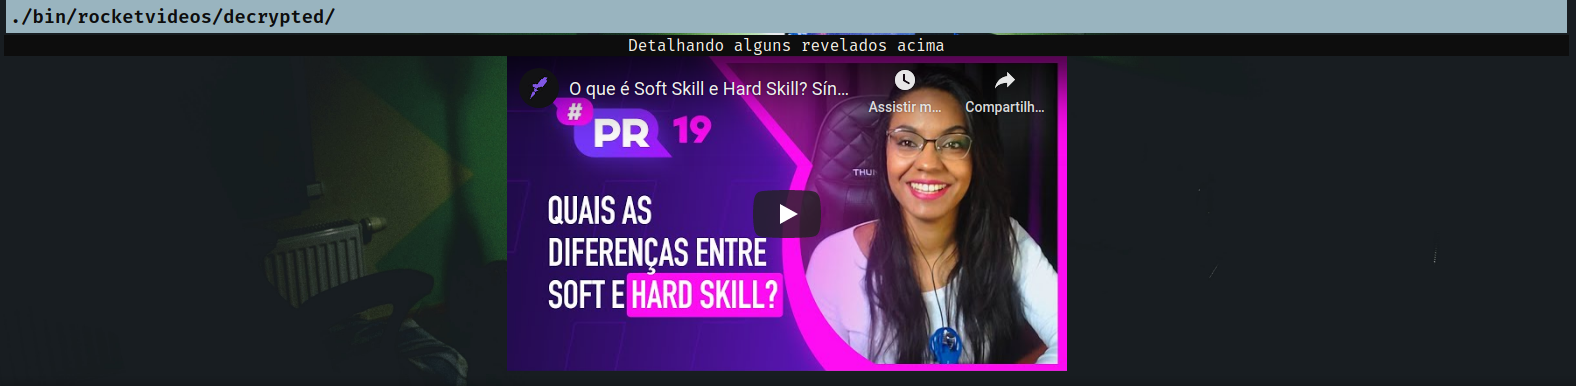 ./bin/rocketvideos/decrypted/
Detalhando alguns revelados acima
O que é Soft Skill e Hard Skill? Sín...
Assistir m...
Compartilh...
#
PR 19
THU
QUAIS AS
DIFERENÇAS ENTRE
SOFT E HARD SKILL?